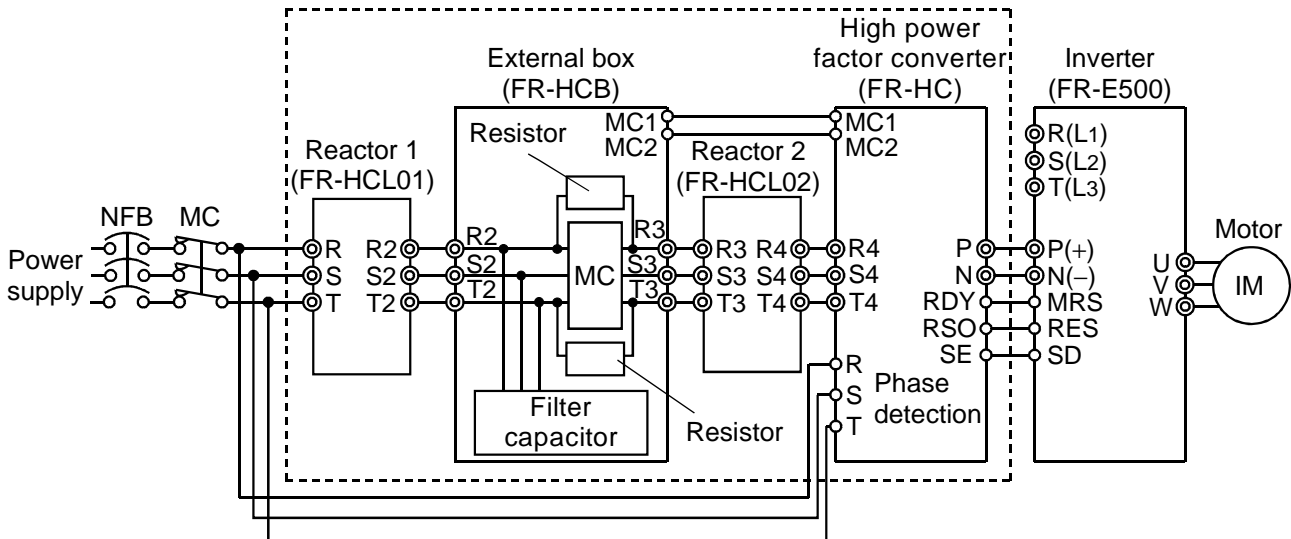 High power
factor converter
(FR-HC)
External box
(FR-HCB)
Inverter
(FR-E500)
MC1
MC2
MC1
MC2
R(L1)
S(L2)
T(L3)
Resistor
Reactor 1
(FR-HCL01)
Reactor 2
(FR-HCL02)
NFB
MC
Motor
Power
supply
R
S
T
R2
S2
T2
R2
S2
T2
MC
R3
S3
T3
R3
S3
T3
R4
S4
T4
R4
S4
T4
P
N
RDY
RSO
SE
P(+)
N(−)
MRS
RES
SD
U
V
W
IM
R
S
T
Phase
detection
Filter
capacitor
Resistor